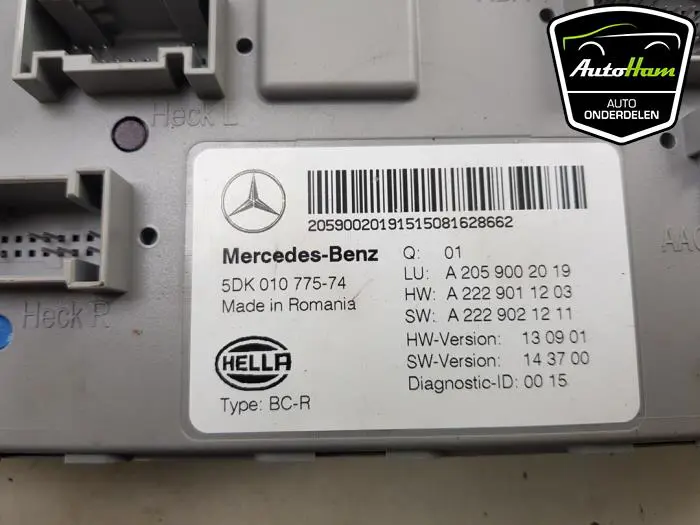 AutoHam
AUTO
ONDERDELEN
Heck L
Heck R
20590020191515081628662
Mercedes-Benz
5DK 010 775-74
Made in Romania
HELLA
Type: BC-R
Q: 01
LU: A 205 900 20 19
HW: A 222 901 12 03
SW: A 222 902 12 11
HW-Version: 13 09 01
SW-Version: 14 37 00
Diagnostic-ID: 00 15